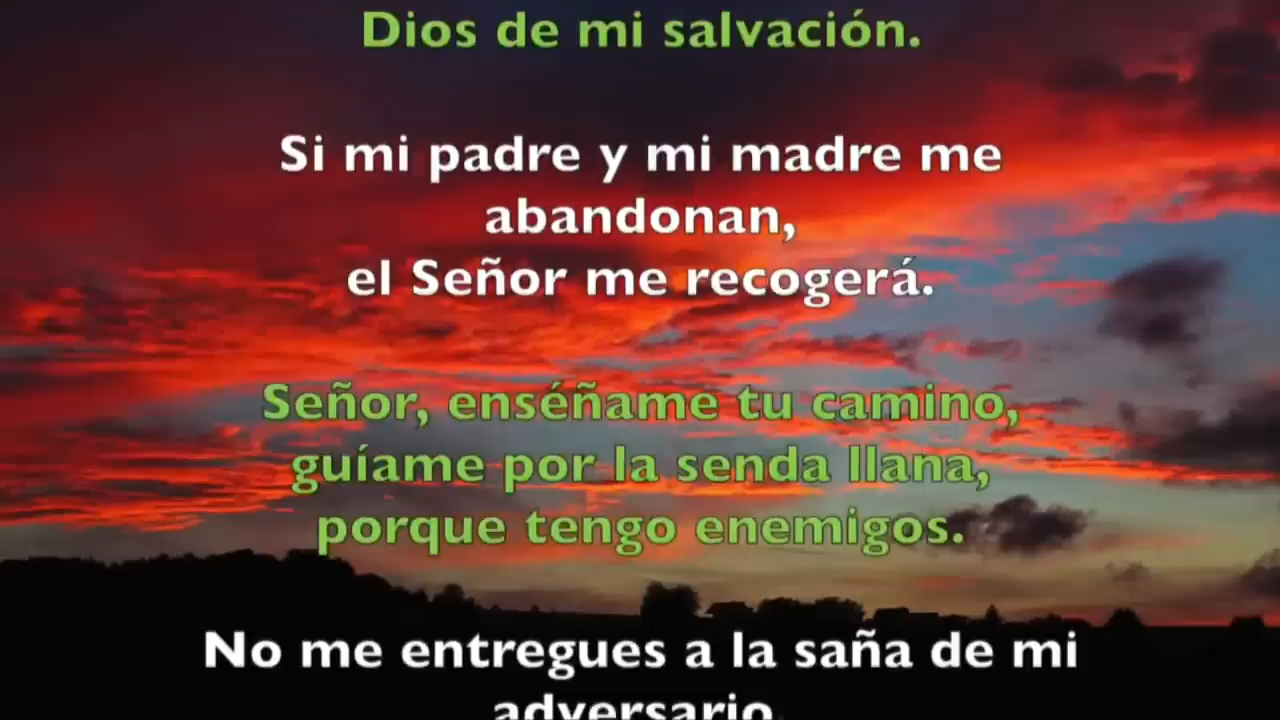 Dios de mi salvación.
Si mi padre y mi madre me
abandonan,
el Señor me recogerá.
Señor, enséñame tu camino,
guíame por la senda llana,
porque tengo enemigos.
No me entregues a la saña de mi
adversario,